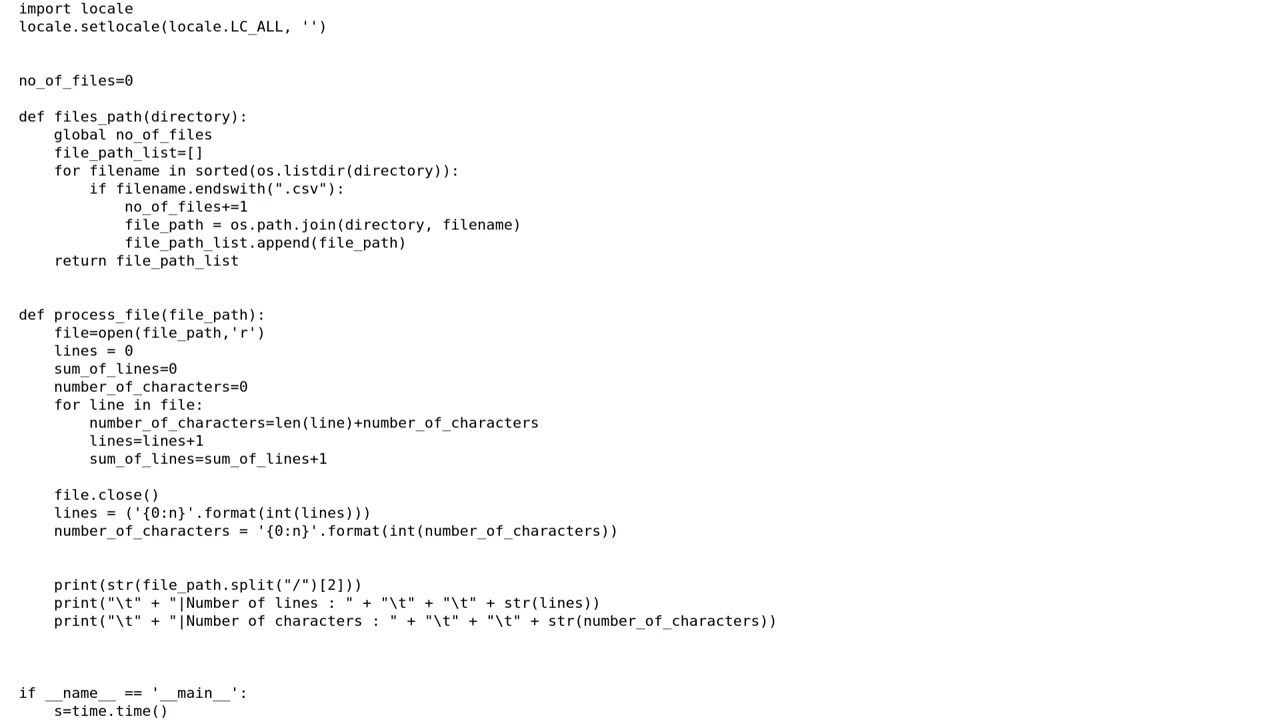 import locale
locale.setlocale(locale.LC_ALL, '')
no_of_files=0
def files_path(directory):
    global no_of_files
    file_path_list=[]
    for filename in sorted(os.listdir(directory)):
        if filename.endswith(".csv"):
            no_of_files+=1
            file_path = os.path.join(directory, filename)
            file_path_list.append(file_path)
    return file_path_list
def process_file(file_path):
    file=open(file_path,'r')
    lines = 0
    sum_of_lines=0
    number_of_characters=0
    for line in file:
        number_of_characters=len(line)+number_of_characters
        lines=lines+1
        sum_of_lines=sum_of_lines+1
    file.close()
    lines = ('{0:n}'.format(int(lines)))
    number_of_characters = '{0:n}'.format(int(number_of_characters))
    print(str(file_path.split("/")[2]))
    print("\t" + "|Number of lines : " + "\t" + "\t" + str(lines))
    print("\t" + "|Number of characters : " + "\t" + "\t" + str(number_of_characters))
if __name__ == '__main__':
    s=time.time()